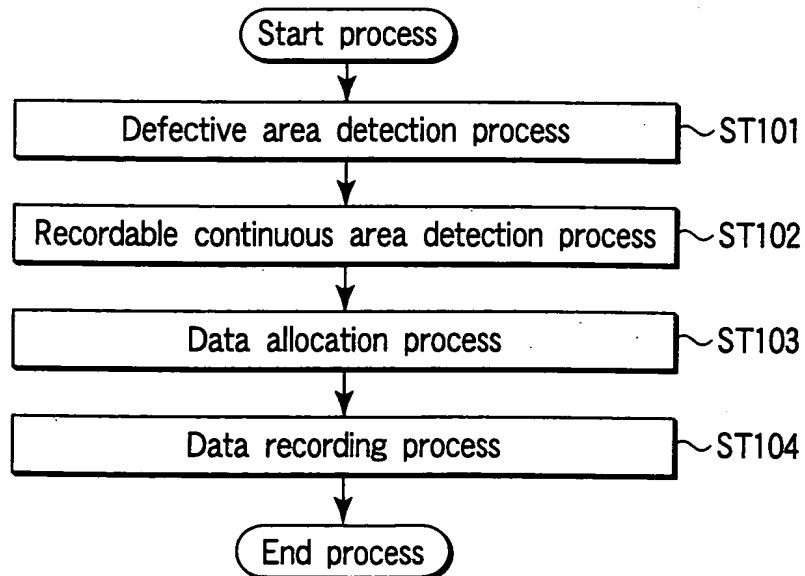 Start process
Defective area detection process ST101
Recordable continuous area detection process ST102
Data allocation process ST103
Data recording process ST104
End process